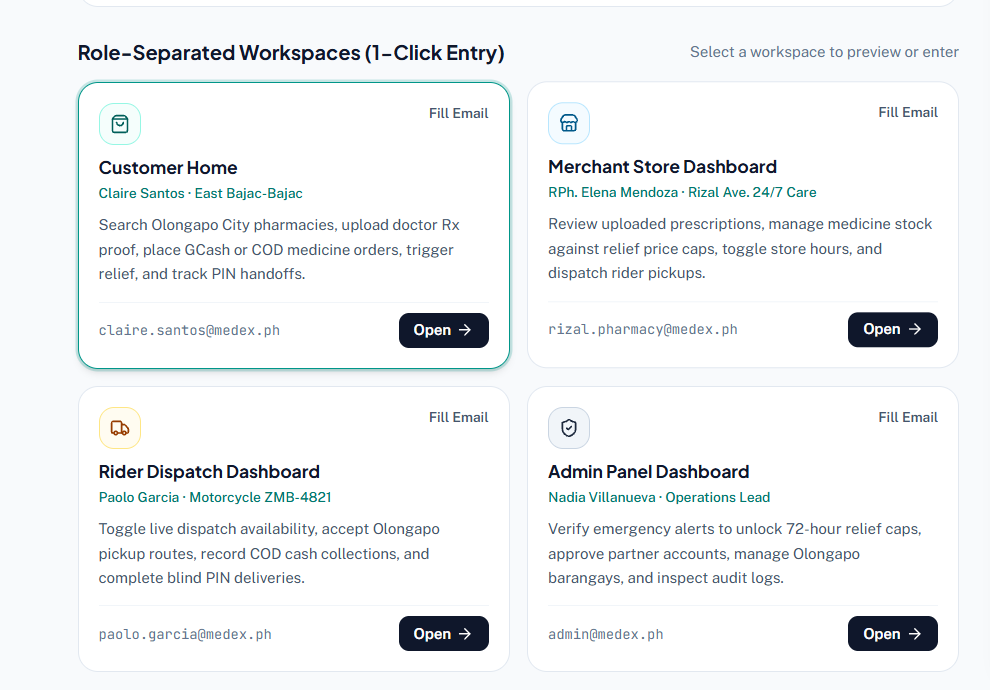 Role-Separated Workspaces (1-Click Entry)
Select a workspace to preview or enter
Fill Email
Customer Home
Claire Santos · East Bajac-Bajac
Search Olongapo City pharmacies, upload doctor Rx
proof, place GCash or COD medicine orders, trigger
relief, and track PIN handoffs.
claire.santos@medex.ph
Open →
Fill Email
Merchant Store Dashboard
RPh. Elena Mendoza · Rizal Ave. 24/7 Care
Review uploaded prescriptions, manage medicine stock
against relief price caps, toggle store hours, and
dispatch rider pickups.
rizal.pharmacy@medex.ph
Open →
Fill Email
Rider Dispatch Dashboard
Paolo Garcia · Motorcycle ZMB-4821
Toggle live dispatch availability, accept Olongapo
pickup routes, record COD cash collections, and
complete blind PIN deliveries.
paolo.garcia@medex.ph
Open →
Fill Email
Admin Panel Dashboard
Nadia Villanueva · Operations Lead
Verify emergency alerts to unlock 72-hour relief caps,
approve partner accounts, manage Olongapo
barangays, and inspect audit logs.
admin@medex.ph
Open →